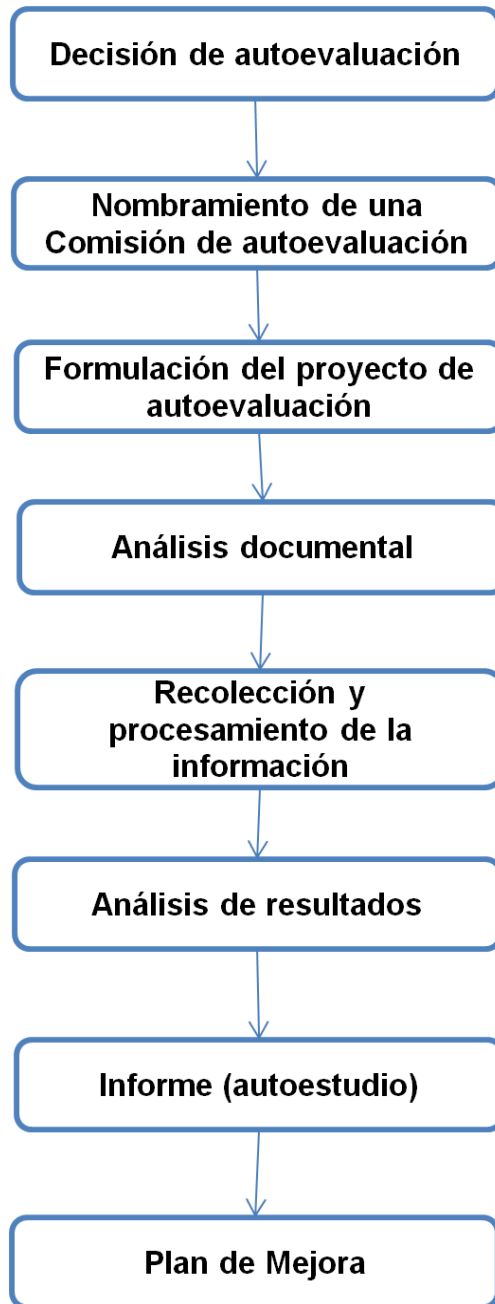 Decisión de autoevaluación
Nombramiento de una
Comisión de autoevaluación
Formulación del proyecto de
autoevaluación
Análisis documental
Recolección y
procesamiento de la
información
Análisis de resultados
Informe (autoestudio)
Plan de Mejora